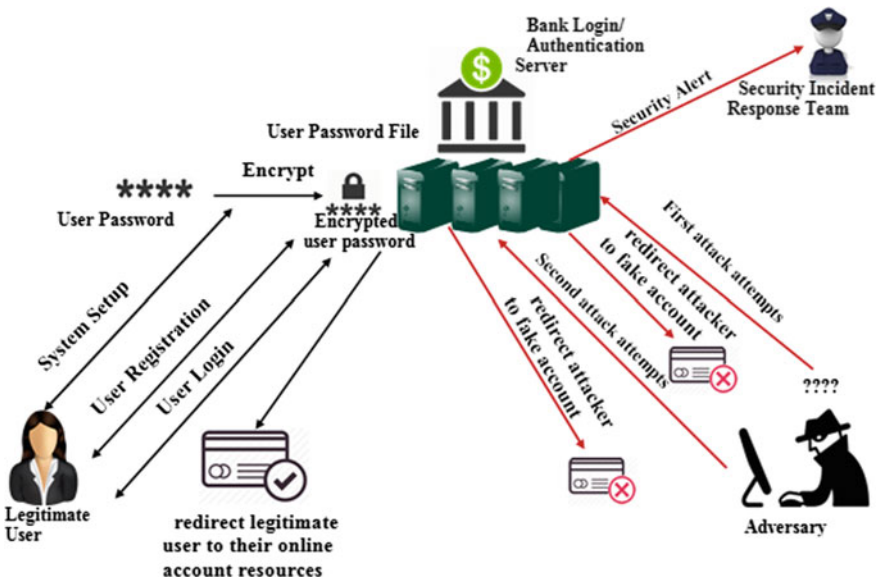 Bank Login/
Authentication
Server
Security Alert
Security Incident
Response Team
User Password File
Encrypt
****
User Password
****
Encrypted
user password
System Setup
User Registration
User Login
First attack attempts
redirect attacker
to fake account
Second attack attempts
redirect attacker
to fake account
????
Legitimate
User
redirect legitimate
user to their online
account resources
Adversary